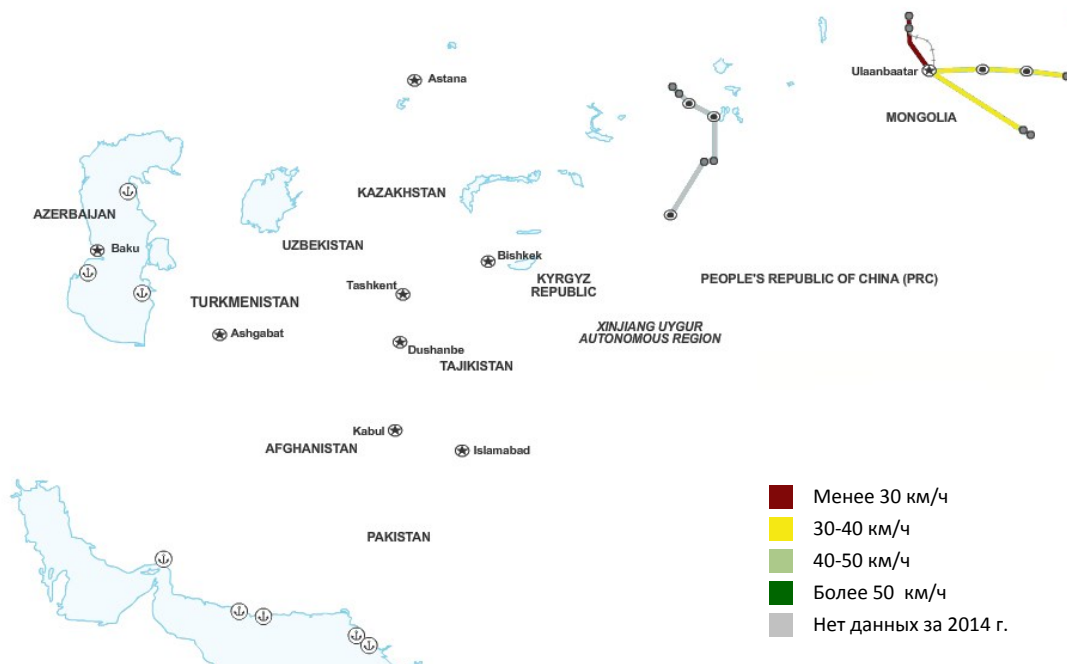 Ulaanbaatar
Astana
MONGOLIA
KAZAKHSTAN
AZERBAIJAN
UZBEKISTAN
Baku
Bishkek
KYRGYZ
REPUBLIC
PEOPLE'S REPUBLIC OF CHINA (PRC)
Tashkent
TURKMENISTAN
XINJIANG UYGUR
AUTONOMOUS REGION
Ashgabat
Dushanbe
TAJIKISTAN
Kabul
AFGHANISTAN
Islamabad
PAKISTAN
Менее 30 км/ч
30-40 км/ч
40-50 км/ч
Более 50 км/ч
Нет данных за 2014 г.